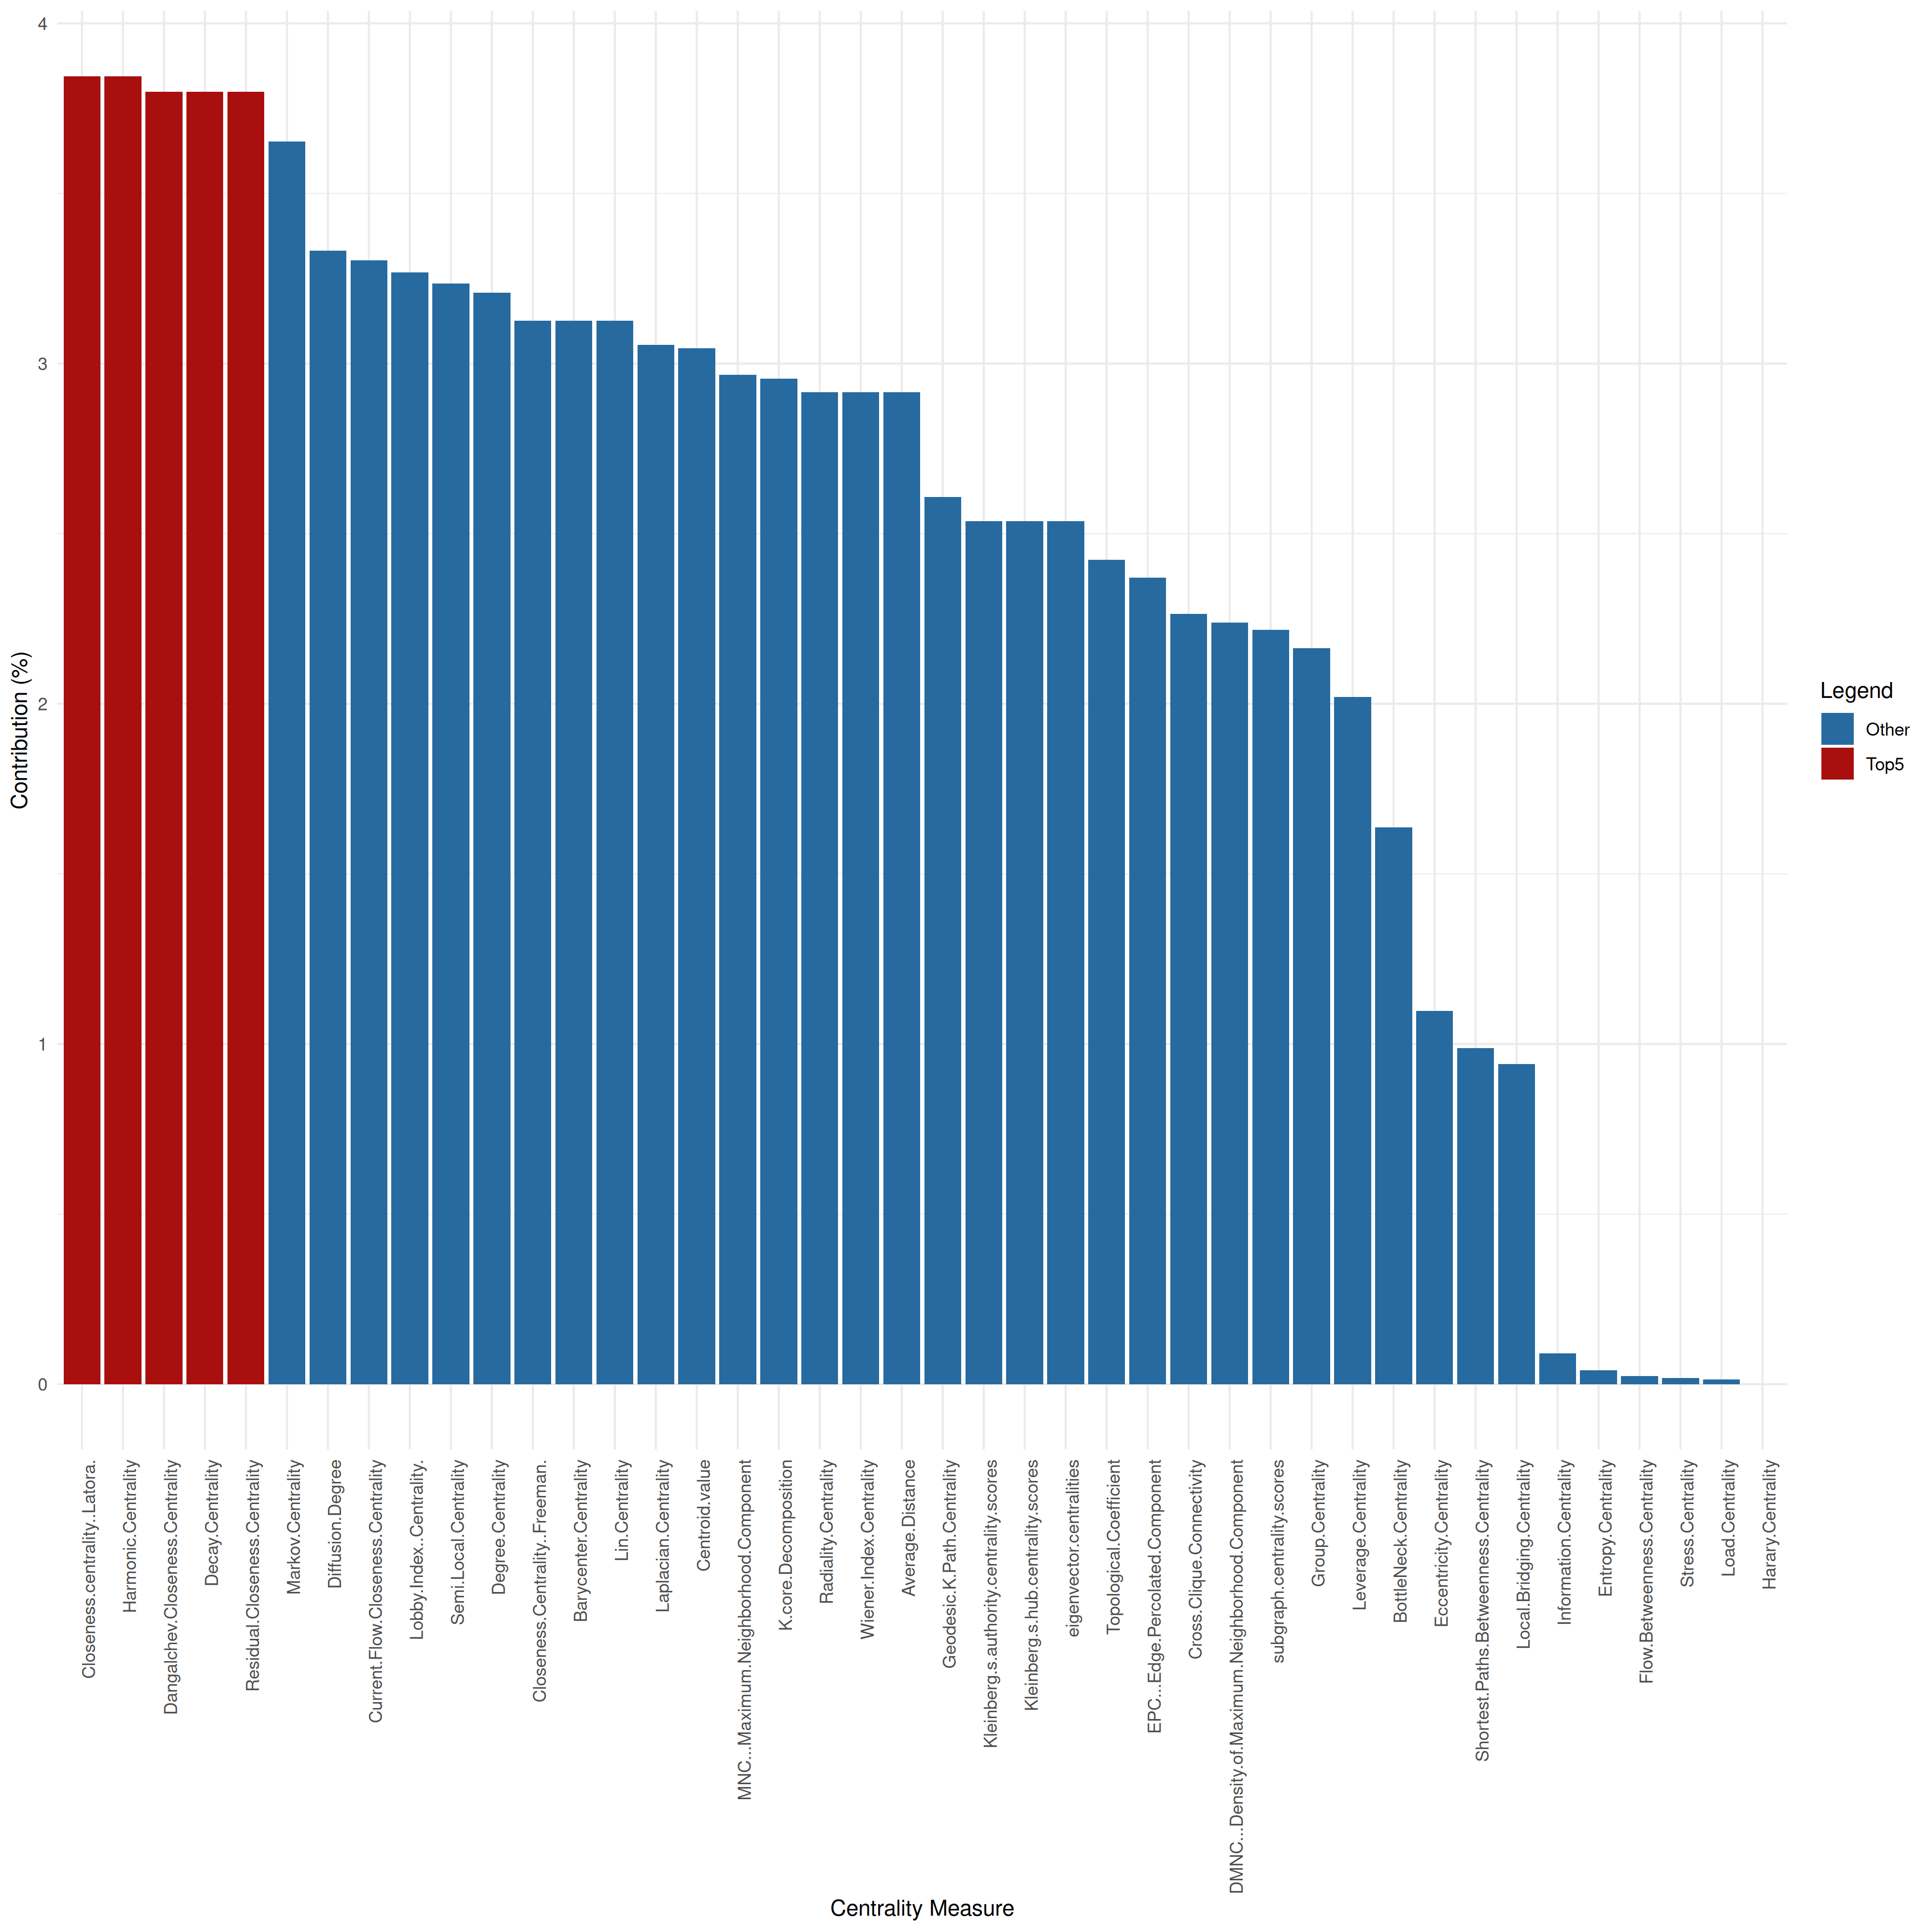 4
3
2
1
0
Contribution (%)
Closeness.centrality..Latora.
Harmonic.Centrality
Dangalchev.Closeness.Centrality
Decay.Centrality
Residual.Closeness.Centrality
Markov.Centrality
Diffusion.Degree
Current.Flow.Closeness.Centrality
Lobby.Index..Centrality.
Semi.Local.Centrality
Degree.Centrality
Closeness.Centrality..Freeman.
Barycenter.Centrality
Lin.Centrality
Laplacian.Centrality
Centroid.value
MNC...Maximum.Neighborhood.Component
K.core.Decomposition
Radiality.Centrality
Wiener.Index.Centrality
Average.Distance
Geodesic.K.Path.Centrality
Kleinberg.s.authority.centrality.scores
Kleinberg.s.hub.centrality.scores
eigenvector.centralities
Topological.Coefficient
EPC...Edge.Percolated.Component
Cross.Clique.Connectivity
DMNC...Density.of.Maximum.Neighborhood.Component
subgraph.centrality.scores
Group.Centrality
Leverage.Centrality
BottleNeck.Centrality
Eccentricity.Centrality
Shortest.Paths.Betweenness.Centrality
Local.Bridging.Centrality
Information.Centrality
Entropy.Centrality
Flow.Betweenness.Centrality
Stress.Centrality
Load.Centrality
Harary.Centrality
Centrality Measure
Legend
Other
Top5